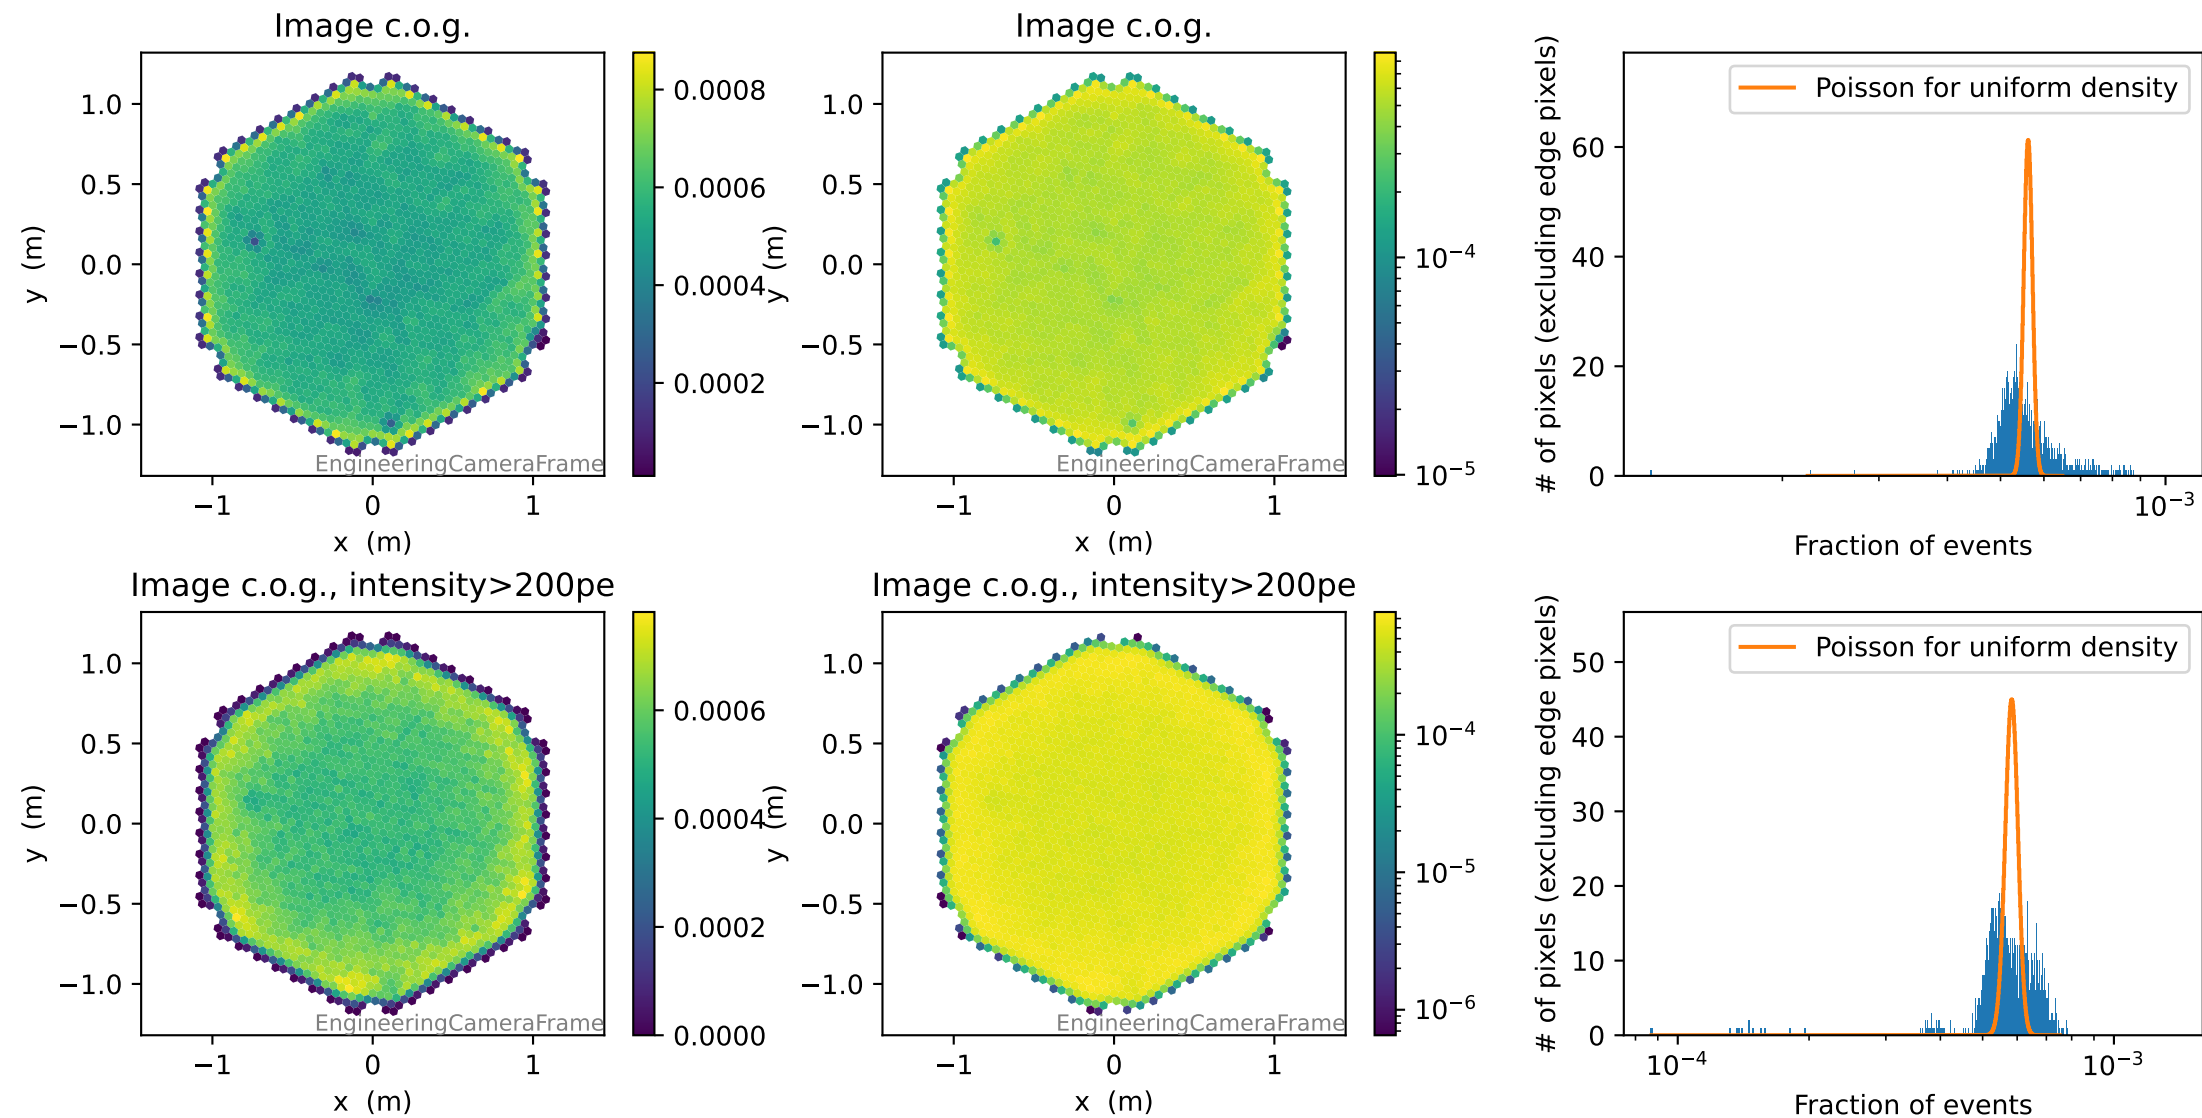 Image c.o.g.
1.0
0.5
0.0
−0.5
−1.0
y (m)
−1
0
1
x (m)
EngineeringCameraFrame
0.0008
0.0006
0.0004
0.0002
Image c.o.g.
1.0
0.5
0.0
−0.5
−1.0
y (m)
−1
0
1
x (m)
EngineeringCameraFrame
10⁻⁴
10⁻⁵
# of pixels (excluding edge pixels)
60
40
20
0
Poisson for uniform density
10⁻³
Fraction of events
Image c.o.g., intensity>200pe
1.0
0.5
0.0
−0.5
−1.0
y (m)
−1
0
1
x (m)
EngineeringCameraFrame
0.0006
0.0004
0.0002
0.0000
Image c.o.g., intensity>200pe
1.0
0.5
0.0
−0.5
−1.0
y (m)
−1
0
1
x (m)
EngineeringCameraFrame
10⁻⁴
10⁻⁵
10⁻⁶
# of pixels (excluding edge pixels)
50
40
30
20
10
0
Poisson for uniform density
10⁻⁴
10⁻³
Fraction of events